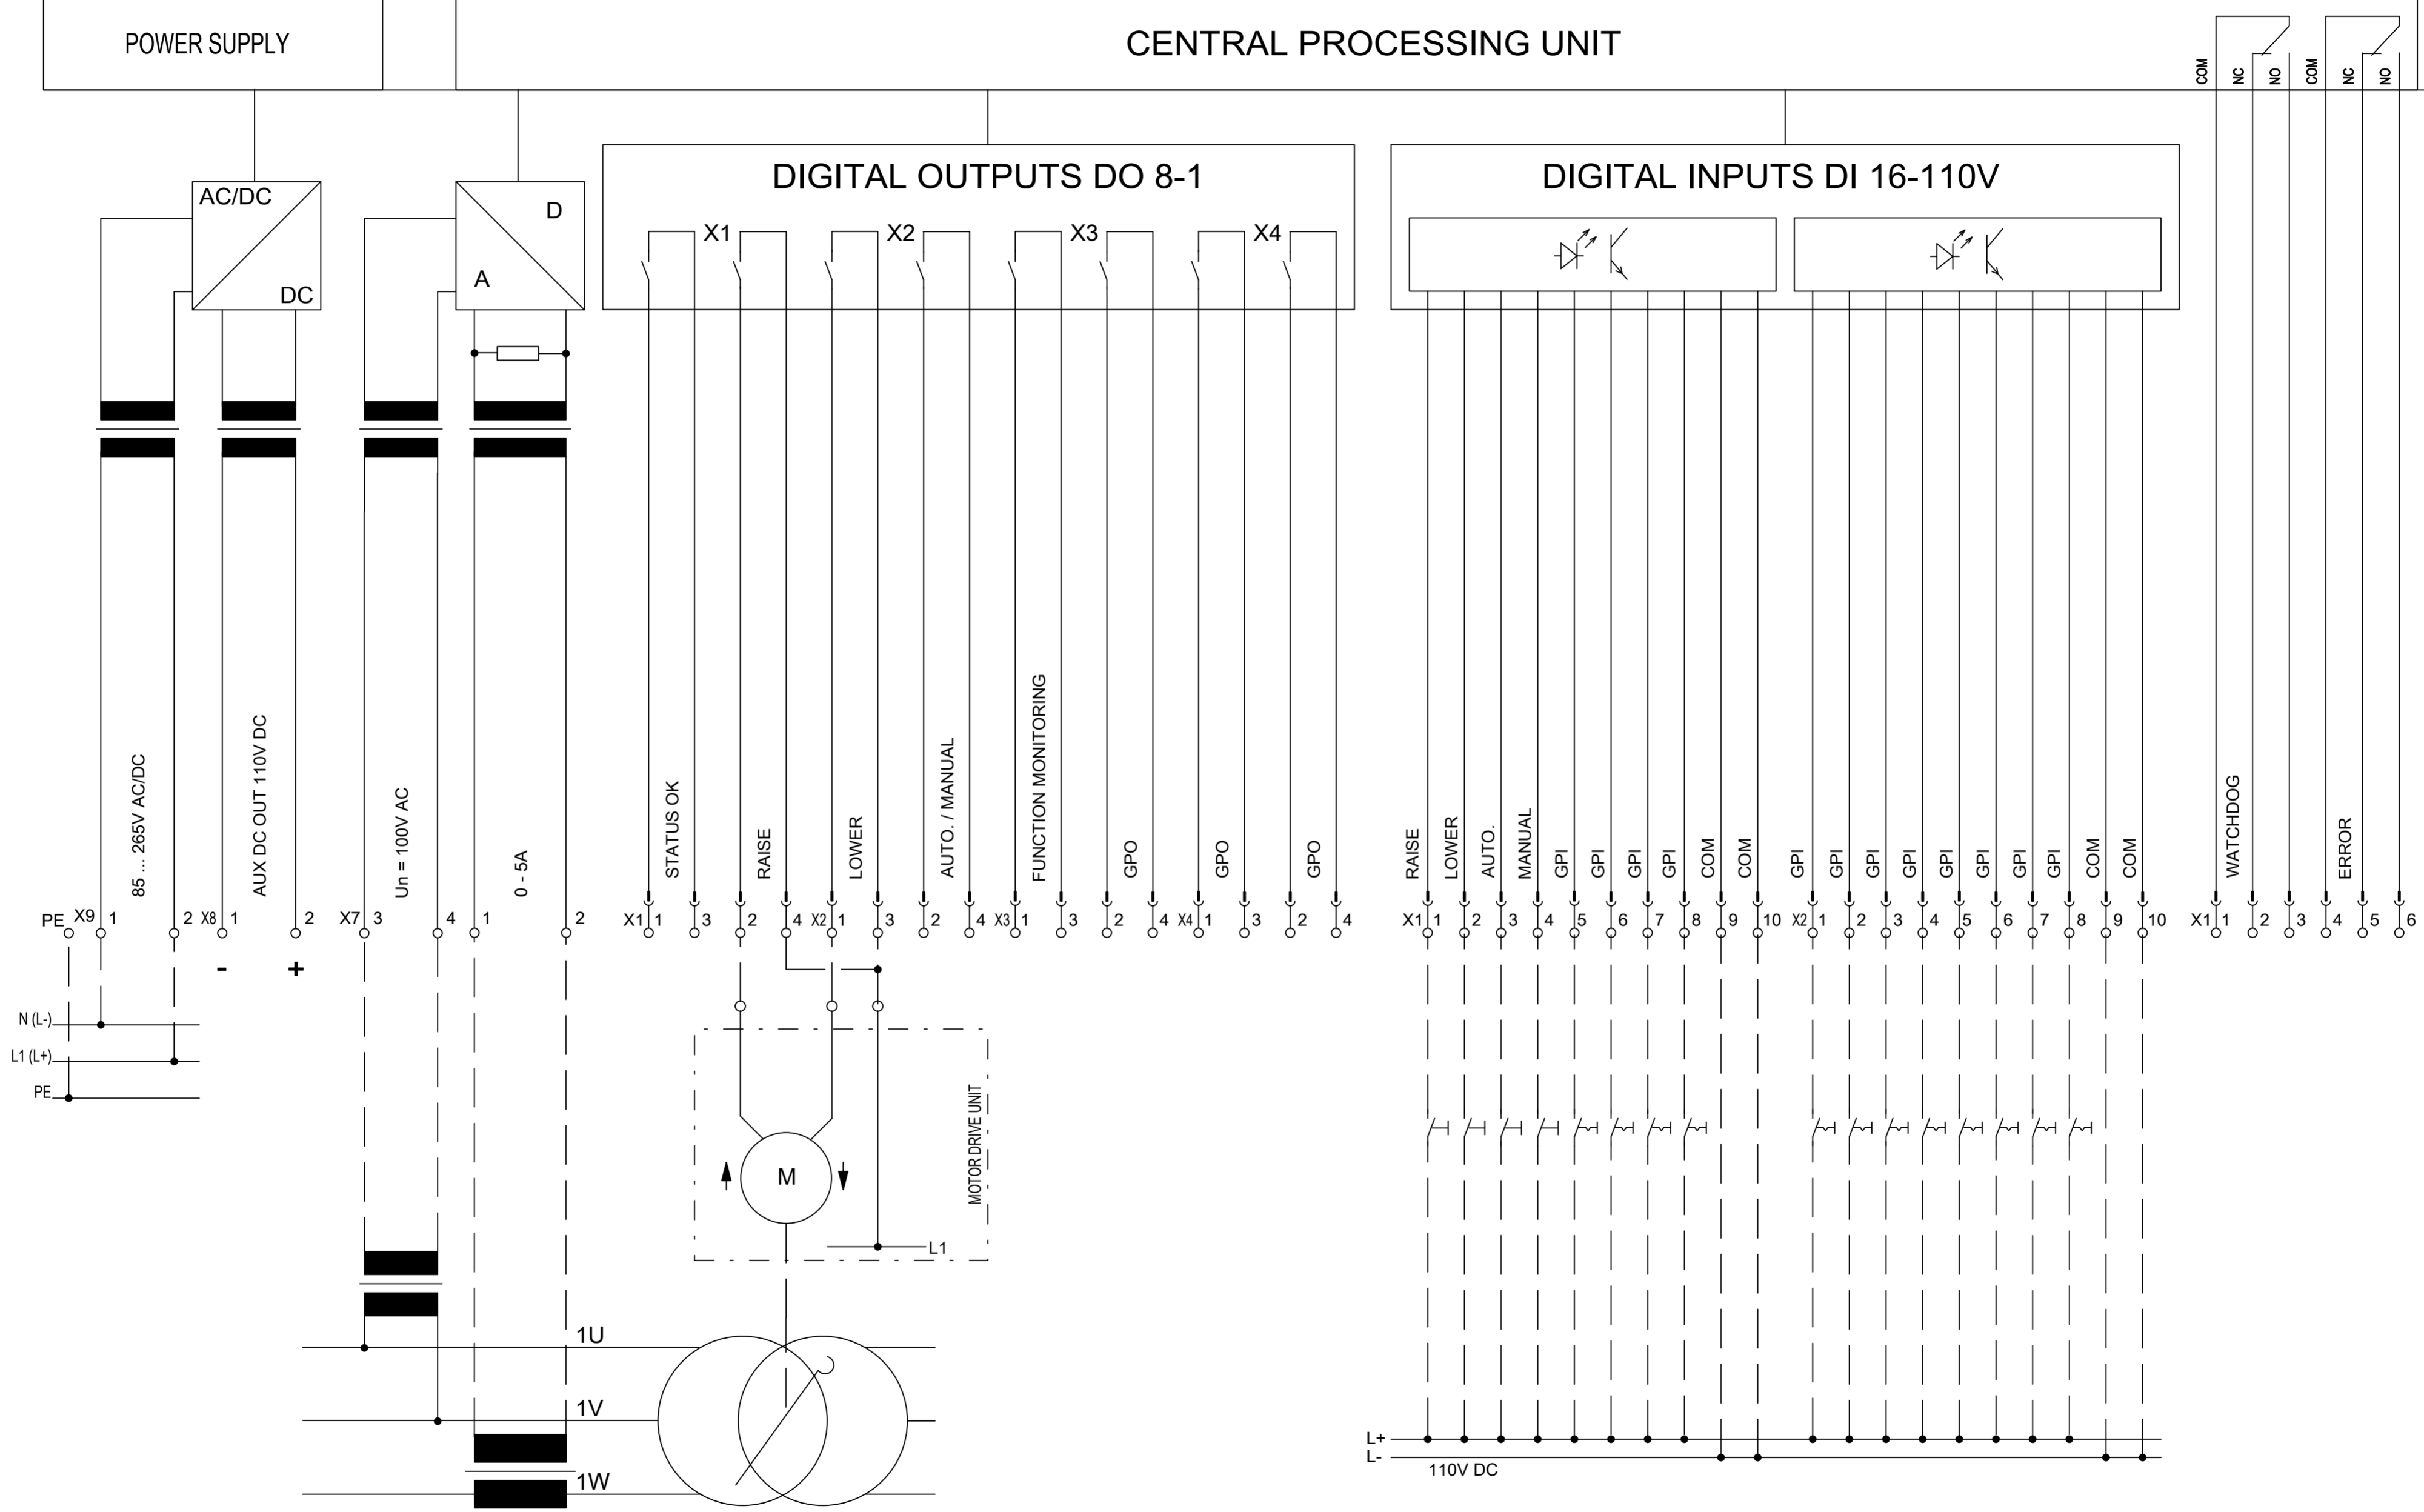 POWER SUPPLY
CENTRAL PROCESSING UNIT
COM
NC
NO
COM
NC
NO
AC/DC
DC
D
A
DIGITAL OUTPUTS DO 8-1
X1
X2
X3
X4
DIGITAL INPUTS DI 16-110V
85 ... 265V AC/DC
AUX DC OUT 110V DC
Un = 100V AC
0 - 5A
STATUS OK
RAISE
LOWER
AUTO. / MANUAL
FUNCTION MONITORING
GPO
GPO
GPO
RAISE
LOWER
AUTO.
MANUAL
GPI
GPI
GPI
GPI
COM
COM
GPI
GPI
GPI
GPI
GPI
GPI
GPI
GPI
COM
COM
WATCHDOG
ERROR
PE X9 1 2 X8 1 2 X7 3 4 1 2 X1 1 3 2 4 X2 1 3 2 4 X3 1 3 2 4 X4 1 3 2 4 X1 1 2 3 4 5 6 7 8 9 10 X2 1 2 3 4 5 6 7 8 9 10 X1 1 2 3 4 5 6
- +
N (L-)
L1 (L+)
PE
MOTOR DRIVE UNIT
M
L1
1U
1V
1W
L+
L-
110V DC